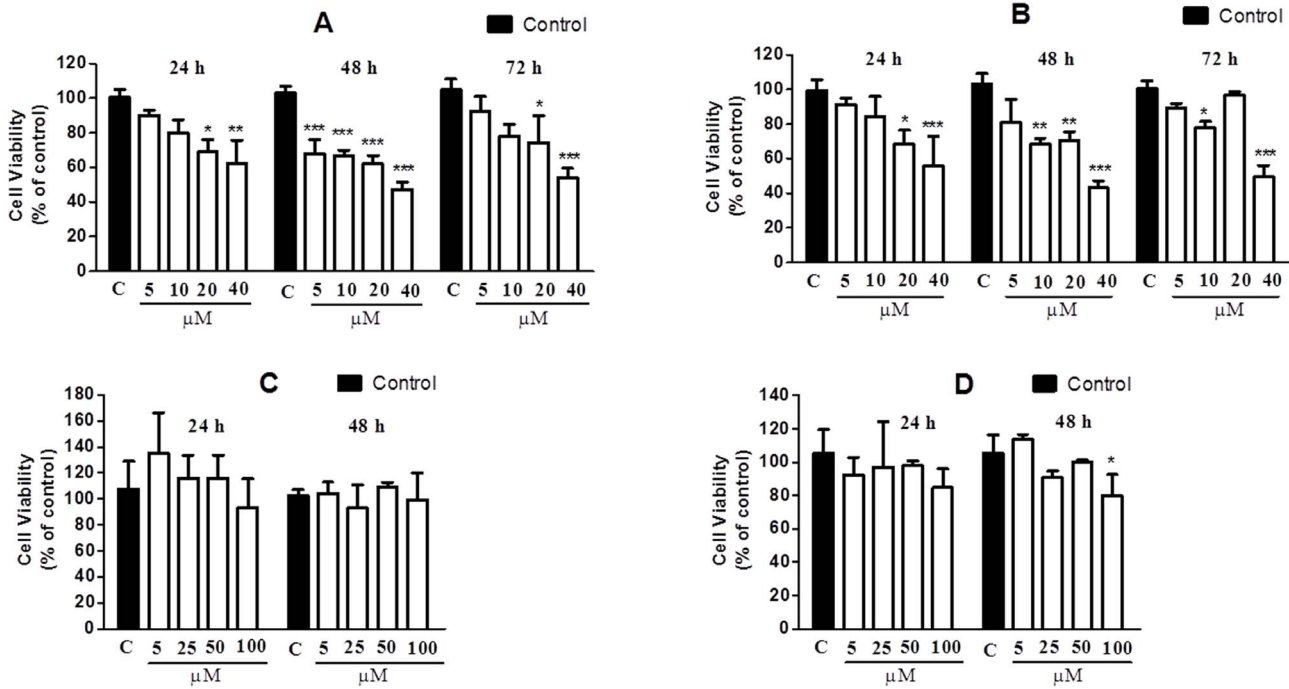 A
Control
24 h
48 h
72 h
Cell Viability
(% of control)
120
100
80
60
40
20
0
*
**
***
***
***
***
*
***
C 5 10 20 40 C 5 10 20 40 C 5 10 20 40
µM µM µM
B
Control
24 h
48 h
72 h
Cell Viability
(% of control)
120
100
80
60
40
20
0
*
***
**
**
***
*
***
C 5 10 20 40 C 5 10 20 40 C 5 10 20 40
µM µM µM
C
Control
24 h
48 h
Cell Viability
(% of control)
180
160
140
120
100
80
60
40
20
0
C 5 25 50 100 C 5 25 50 100
µM µM
D
Control
24 h
48 h
Cell Viability
(% of control)
140
120
100
80
60
40
20
0
*
C 5 25 50 100 C 5 25 50 100
µM µM